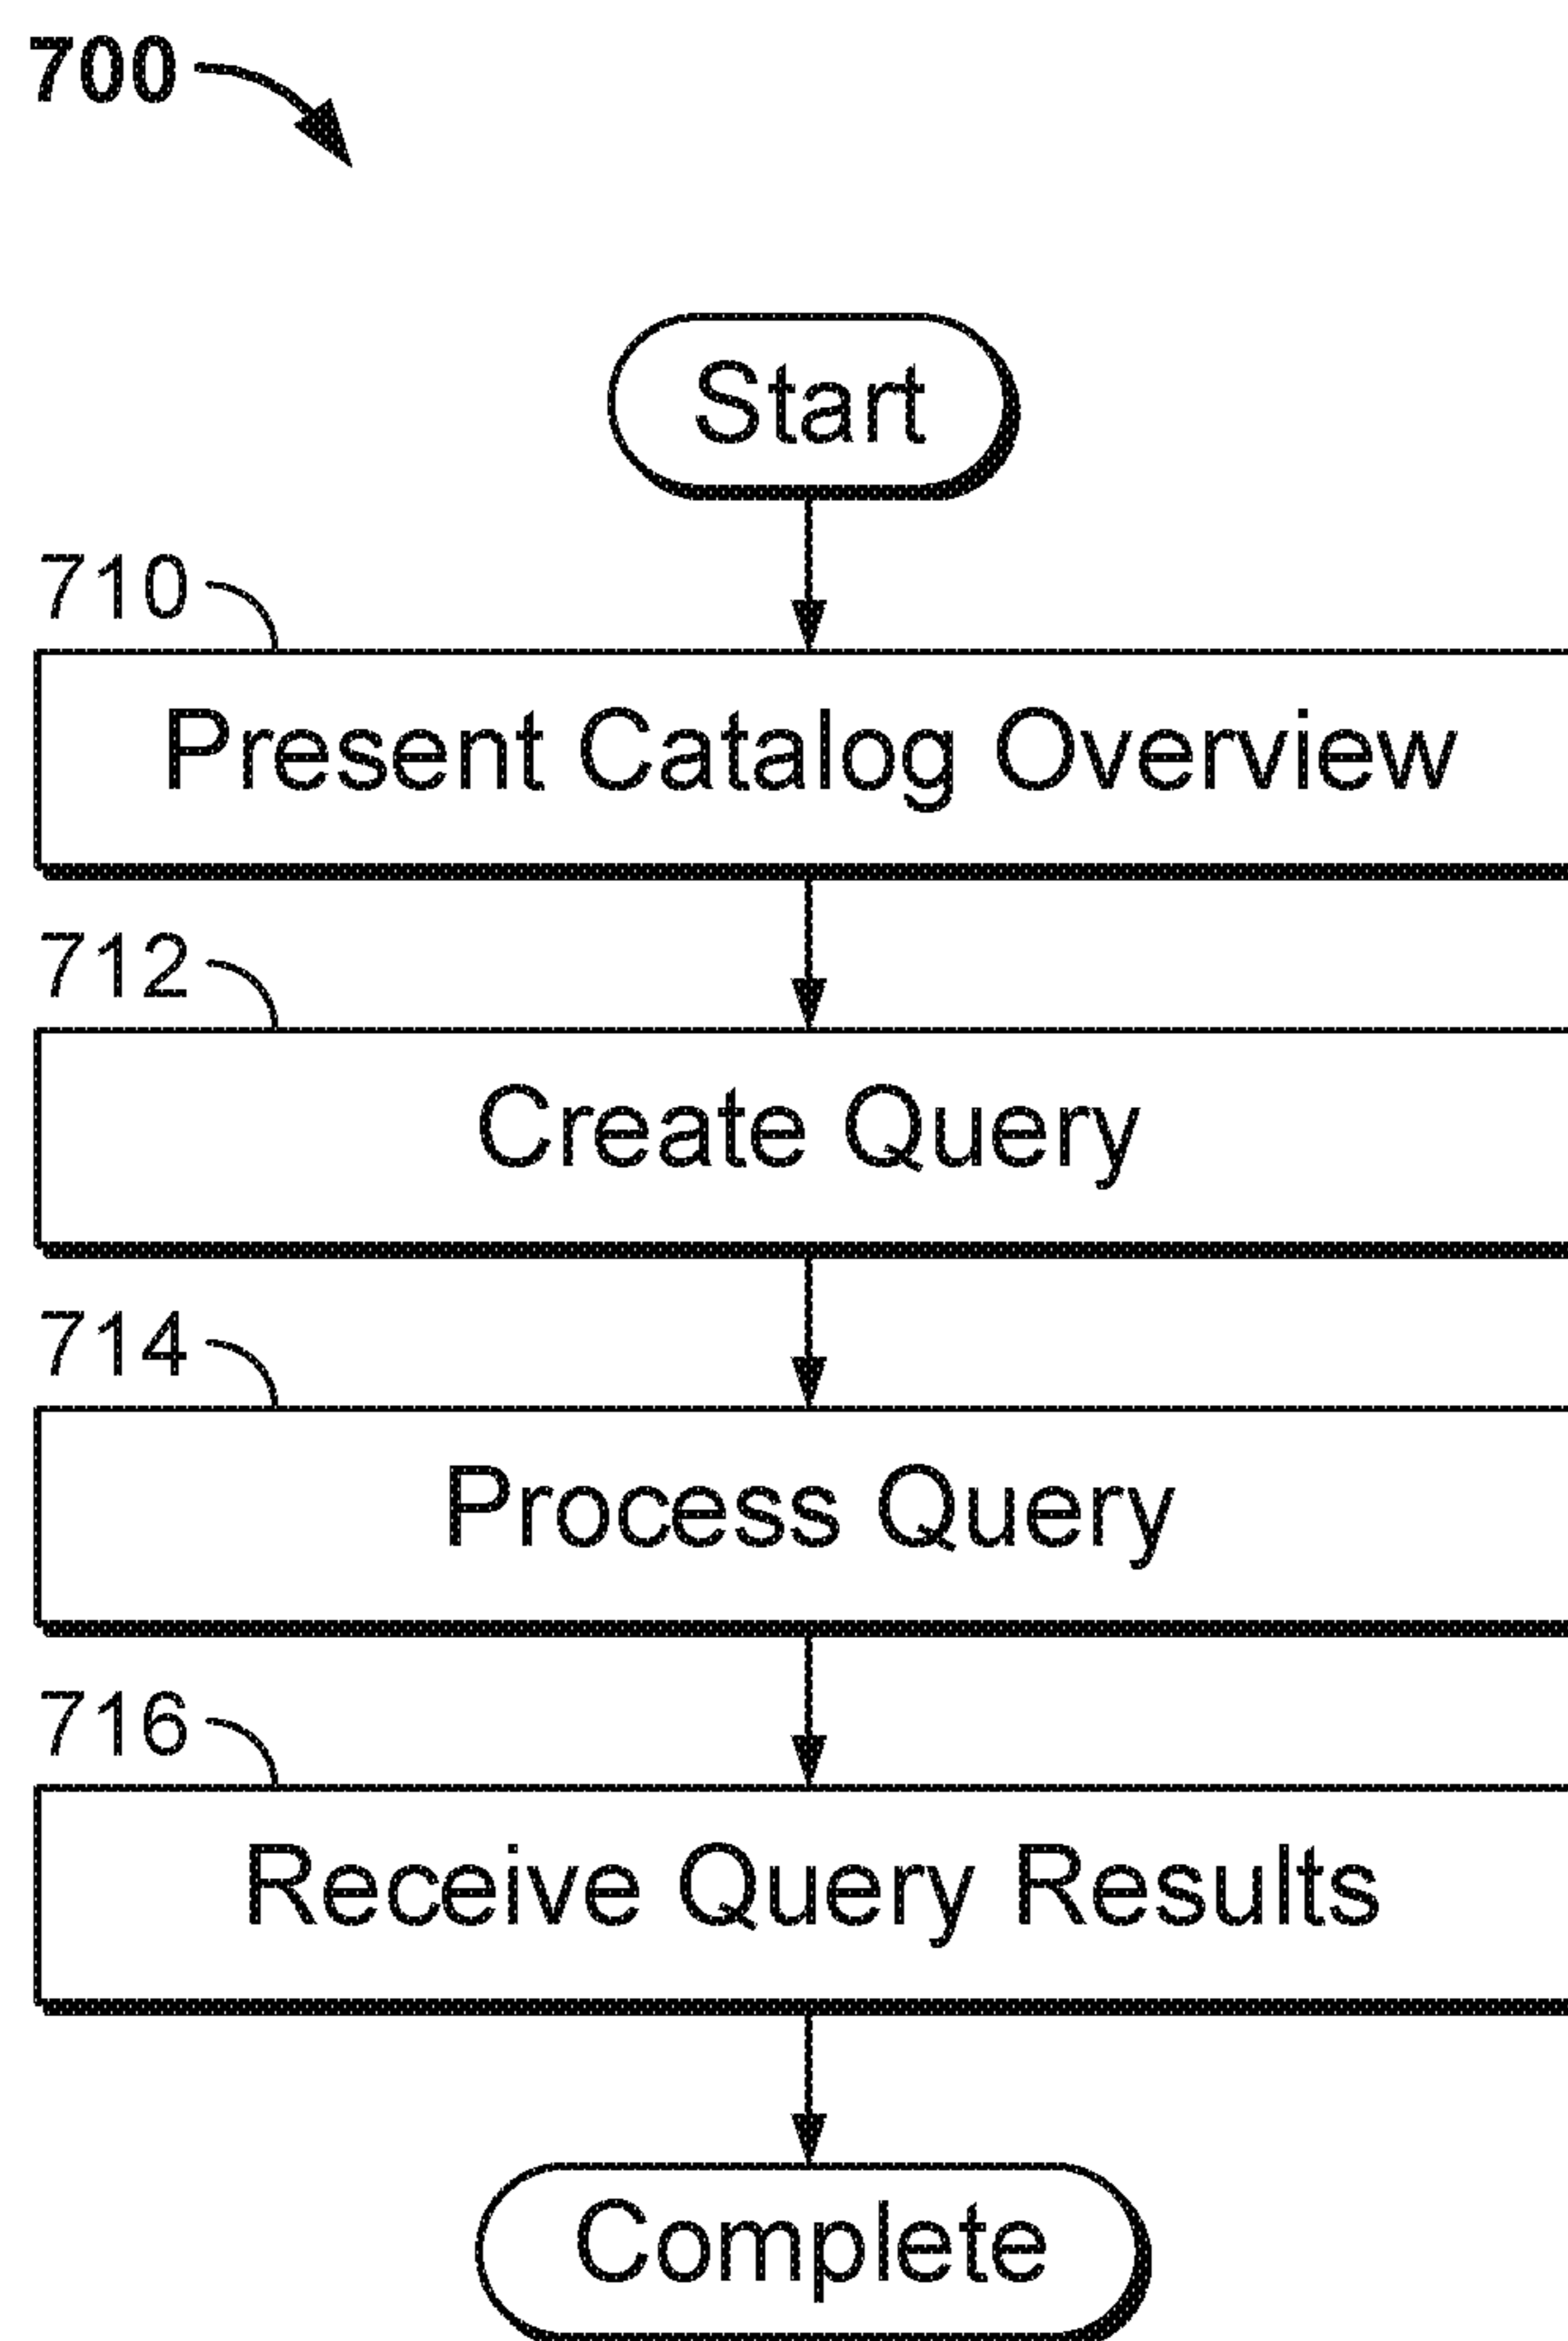 700
Start
710
Present Catalog Overview
712
Create Query
714
Process Query
716
Receive Query Results
Complete